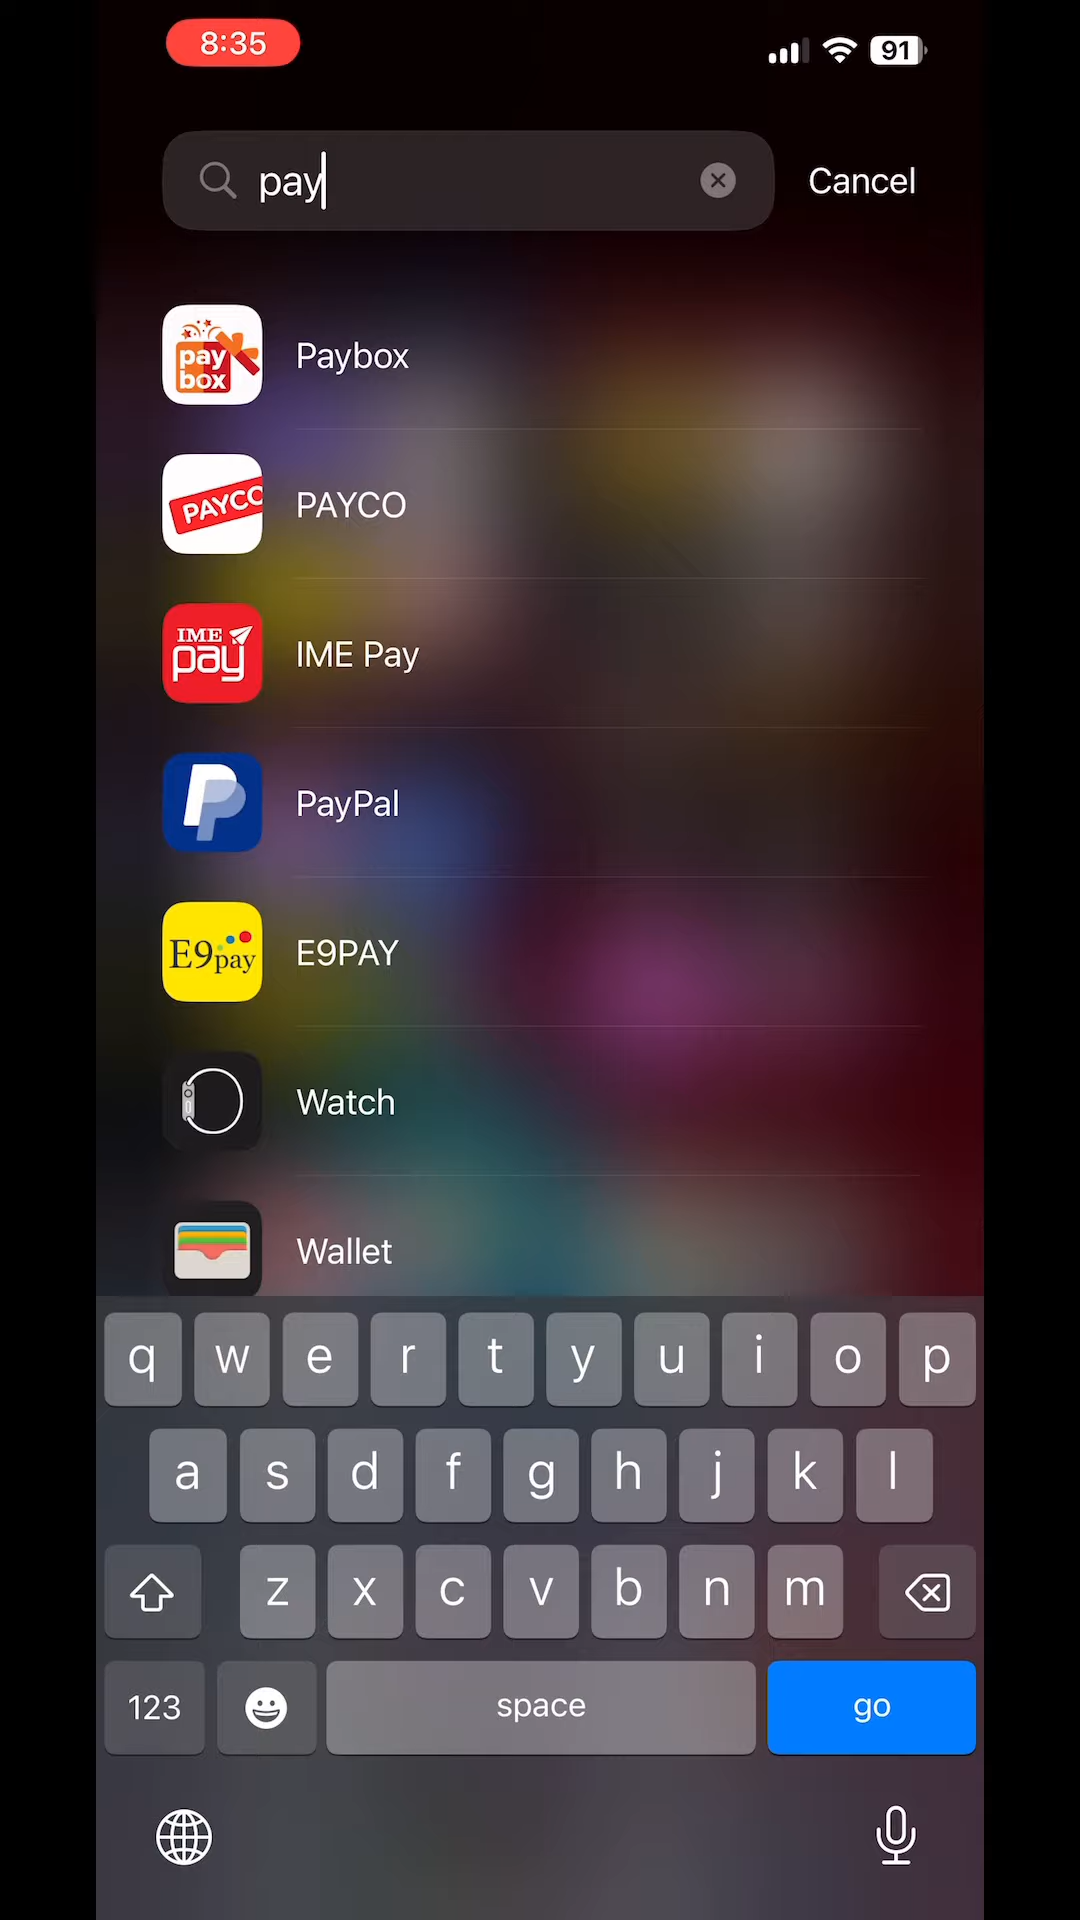 8:35
91
pay
Cancel
pay
box
Paybox
PAYCO
PAYCO
IME
pay
IME Pay
PayPal
E9pay
E9PAY
Watch
Wallet
q w e r t y u i o p
a s d f g h j k l
z x c v b n m
123
space
go